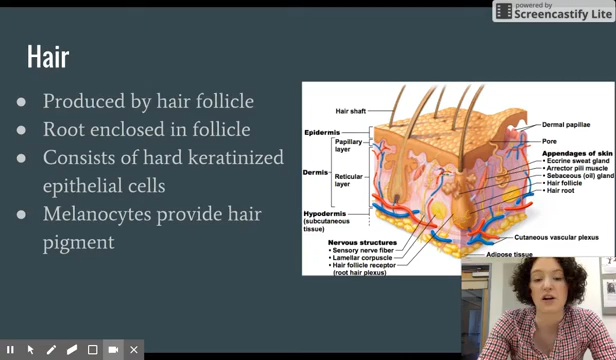 powered by
Screencastify Lite
Hair
● Produced by hair follicle
● Root enclosed in follicle
● Consists of hard keratinized
epithelial cells
● Melanocytes provide hair
pigment
Hair shaft
Epidermis
Papillary
layer
Dermis
Reticular
layer
Hypodermis
(subcutaneous
tissue)
Nervous structures
• Sensory nerve fiber
• Lamellar corpuscle
• Hair follicle receptor
(root hair plexus)
Dermal papillae
Pore
Appendages of skin
• Eccrine sweat gland
• Arrector pili muscle
• Sebaceous (oil) gland
• Hair follicle
• Hair root
Cutaneous vascular plexus
Adipose tissue